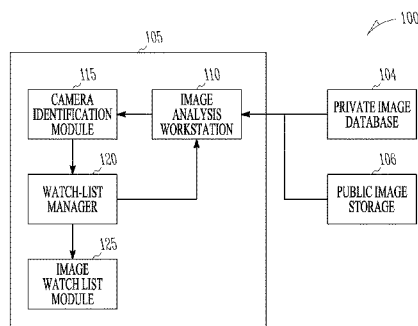 100
105
115
CAMERA
IDENTIFICATION
MODULE
110
IMAGE
ANALYSIS
WORKSTATION
104
PRIVATE IMAGE
DATABASE
120
WATCH-LIST
MANAGER
106
PUBLIC IMAGE
STORAGE
125
IMAGE
WATCH LIST
MODULE